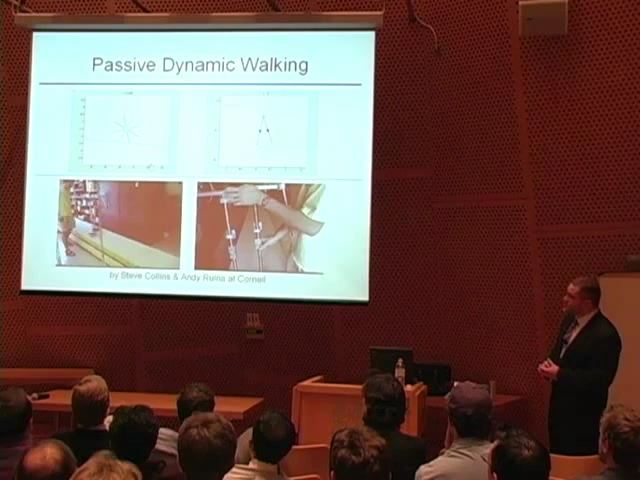 Passive Dynamic Walking
by Steve Collins & Andy Ruina at Cornell